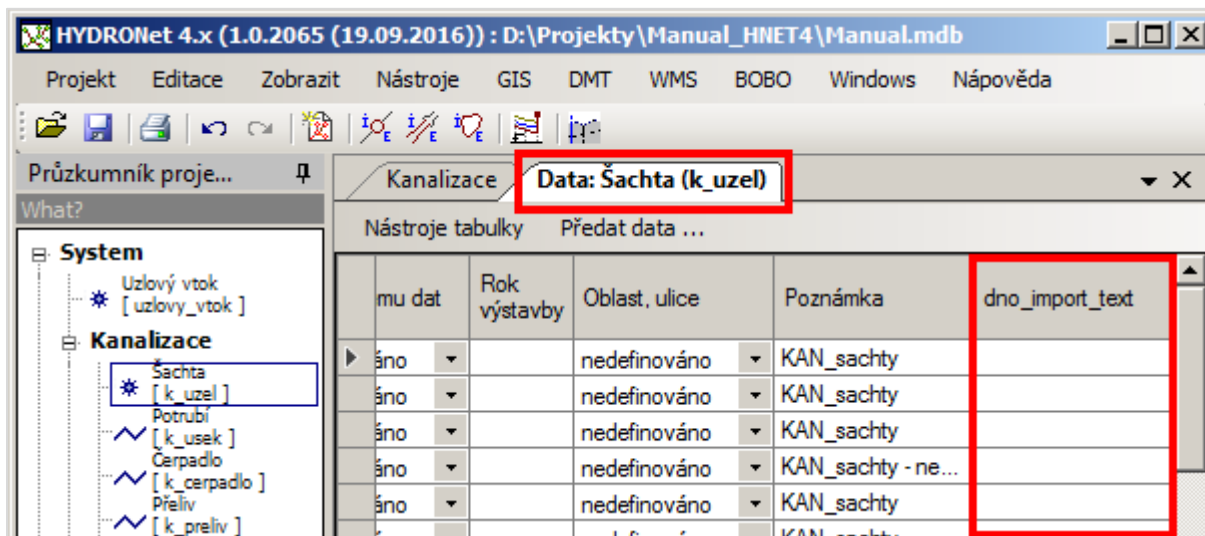 HYDRONet 4.x (1.0.2065 (19.09.2016)) : D:\Projekty\Manual_HNET4\Manual.mdb
Projekt Editace Zobrazit Nástroje GIS DMT WMS BOBO Windows Nápověda
Průzkumník proje...
What?
System
Uzlový vtok
[ uzlovy_vtok ]
Kanalizace
Šachta
[ k_uzel ]
Potrubí
[ k_usek ]
Čerpadlo
[ k_cerpadlo ]
Přeliv
[ k_preliv ]
Kanalizace Data: Šachta (k_uzel)
Nástroje tabulky Předat data ...
mu dat Rok výstavby Oblast, ulice Poznámka dno_import_text
áno nedefinováno KAN_sachty
áno nedefinováno KAN_sachty
áno nedefinováno KAN_sachty
áno nedefinováno KAN_sachty - ne...
áno nedefinováno KAN_sachty